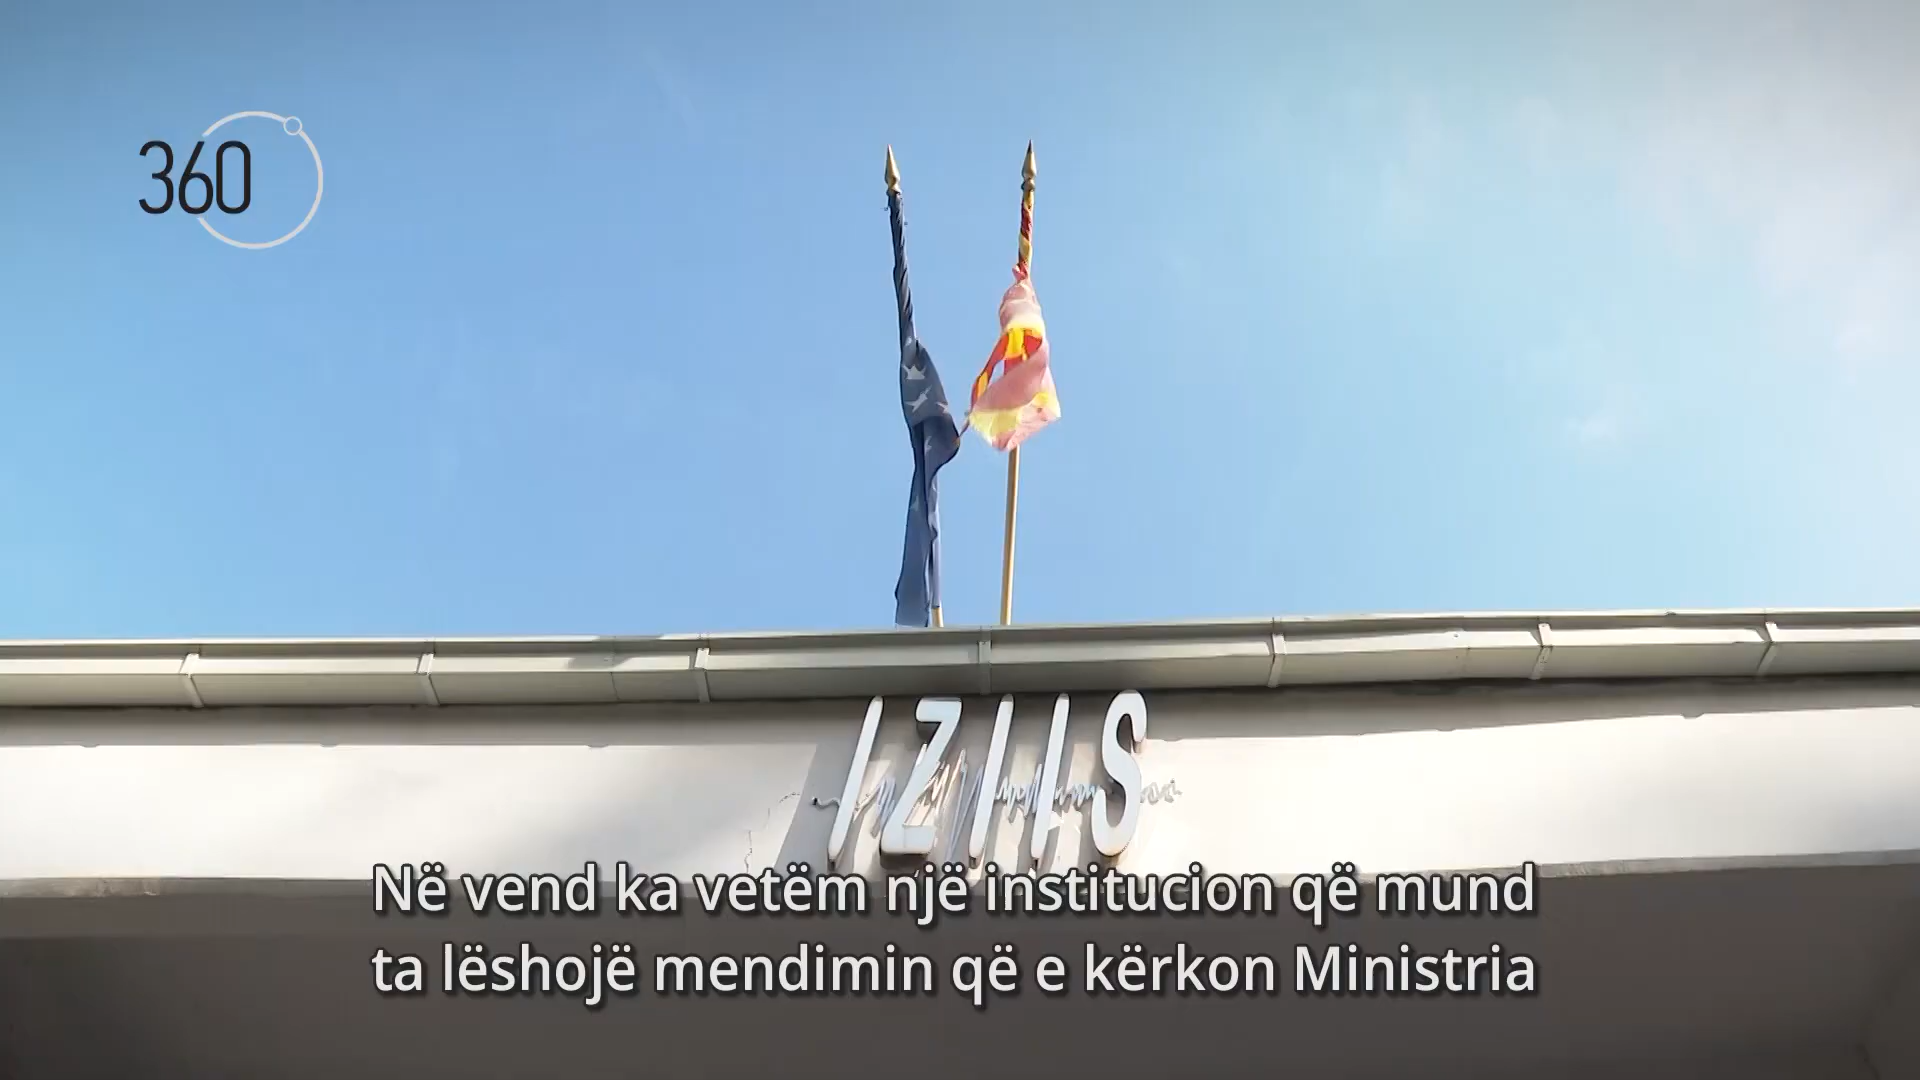 360
IZIIS
Në vend ka vetëm një institucion që mund
ta lëshojë mendimin që e kërkon Ministria